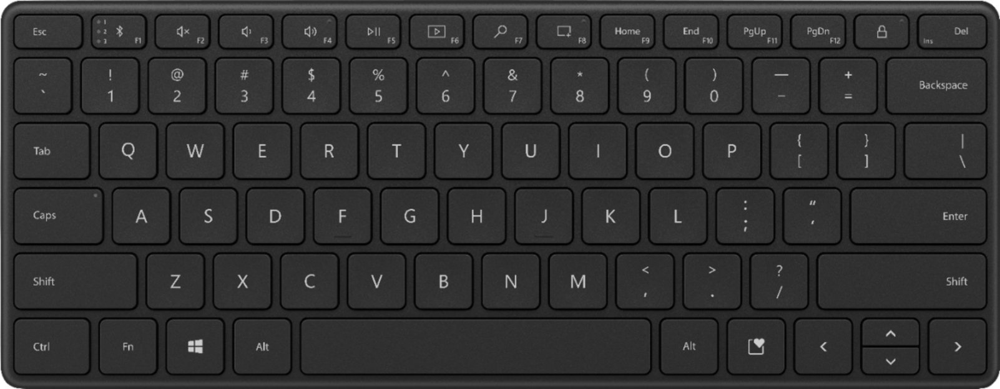 Esc 1 2 3 F1 F2 F3 F4 F5 F6 F7 F8 Home F9 End F10 PgUp F11 PgDn F12 Ins Del
~ ` ! 1 @ 2 # 3 $ 4 % 5 ^ 6 & 7 * 8 ( 9 ) 0 — - + = Backspace
Tab Q W E R T Y U I O P { [ } ] | \
Caps A S D F G H J K L : ; " ' Enter
Shift Z X C V B N M < , > . ? / Shift
Ctrl Fn Alt Alt